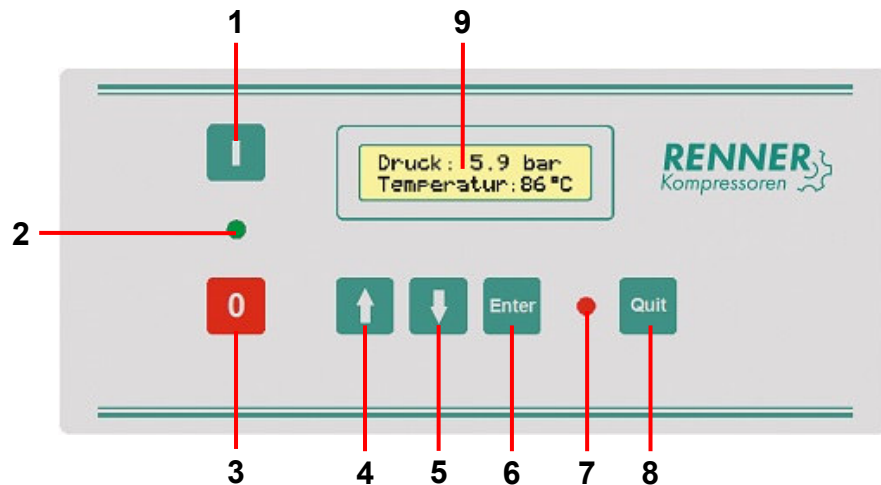 1
9
I
Druck: 5.9 bar
Temperatur:86°C
RENNER
Kompressoren
2
0
Enter
Quit
3
4
5
6
7
8